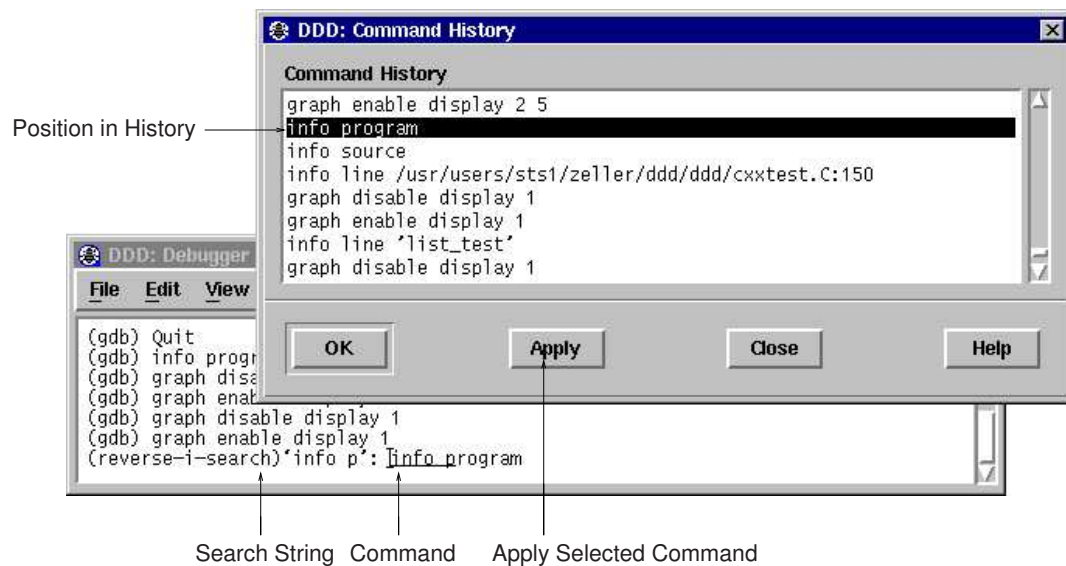 DDD: Command History
Command History
graph enable display 2 5
Position in History
info program
info source
info line /usr/users/sts1/zeller/ddd/ddd/cxxtest.C:150
graph disable display 1
graph enable display 1
info line 'list_test'
graph disable display 1
OK Apply Close Help
DDD: Debugger
File Edit View
(gdb) Quit
(gdb) info progr
(gdb) graph disa
(gdb) graph enab
(gdb) graph disable display 1
(gdb) graph enable display 1
(reverse-i-search)‘info p’: info program
Search String Command Apply Selected Command